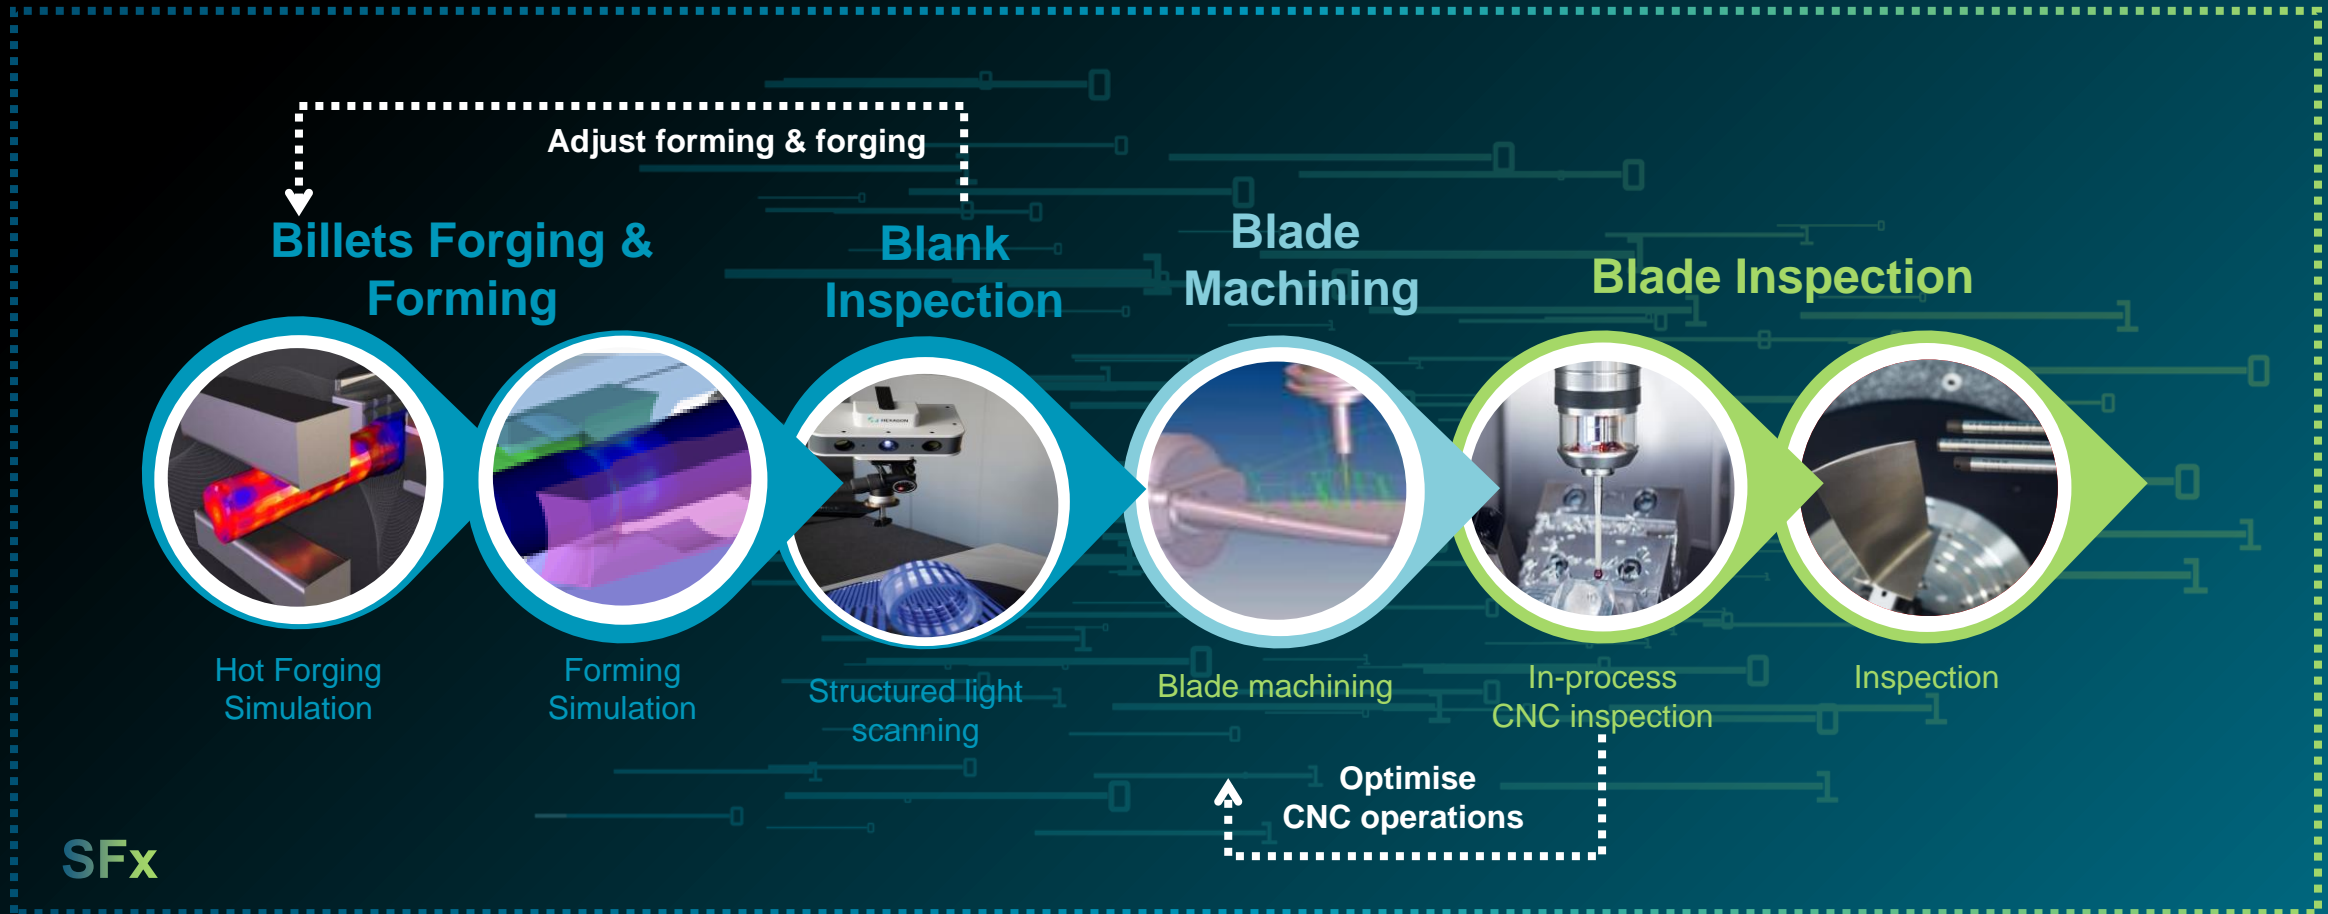 Adjust forming & forging
Billets Forging &
Forming
Blank
Inspection
Blade
Machining
Blade Inspection
HEXAGON
Hot Forging
Simulation
Forming
Simulation
Structured light
scanning
Blade machining
In-process
CNC inspection
Inspection
Optimise
CNC operations
SFx